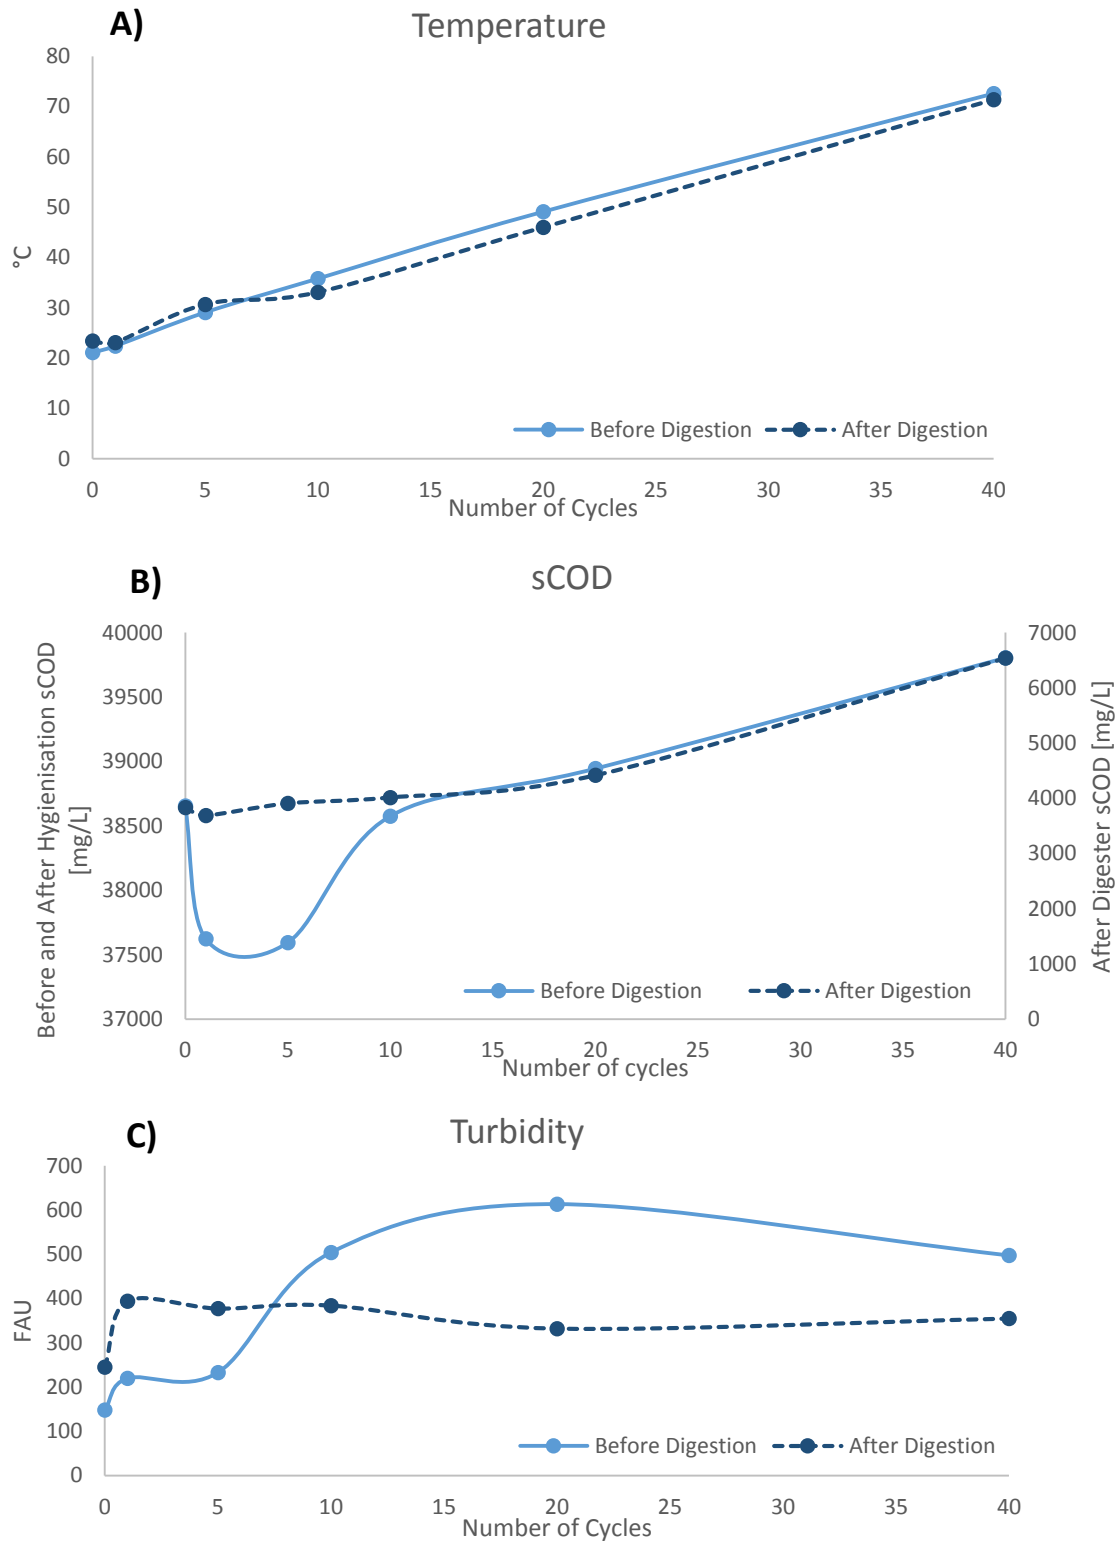 A)
Temperature
80
70
60
50
40
30
20
10
0
°C
Before Digestion
After Digestion
0 5 10 15 20 25 30 35 40
Number of Cycles
B)
sCOD
40000
39500
39000
38500
38000
37500
37000
Before and After Hygienisation sCOD
[mg/L]
7000
6000
5000
4000
3000
2000
1000
0
After Digester sCOD [mg/L]
Before Digestion
After Digestion
0 5 10 15 20 25 30 35 40
Number of cycles
C)
Turbidity
700
600
500
400
300
200
100
0
FAU
Before Digestion
After Digestion
0 5 10 15 20 25 30 35 40
Number of Cycles